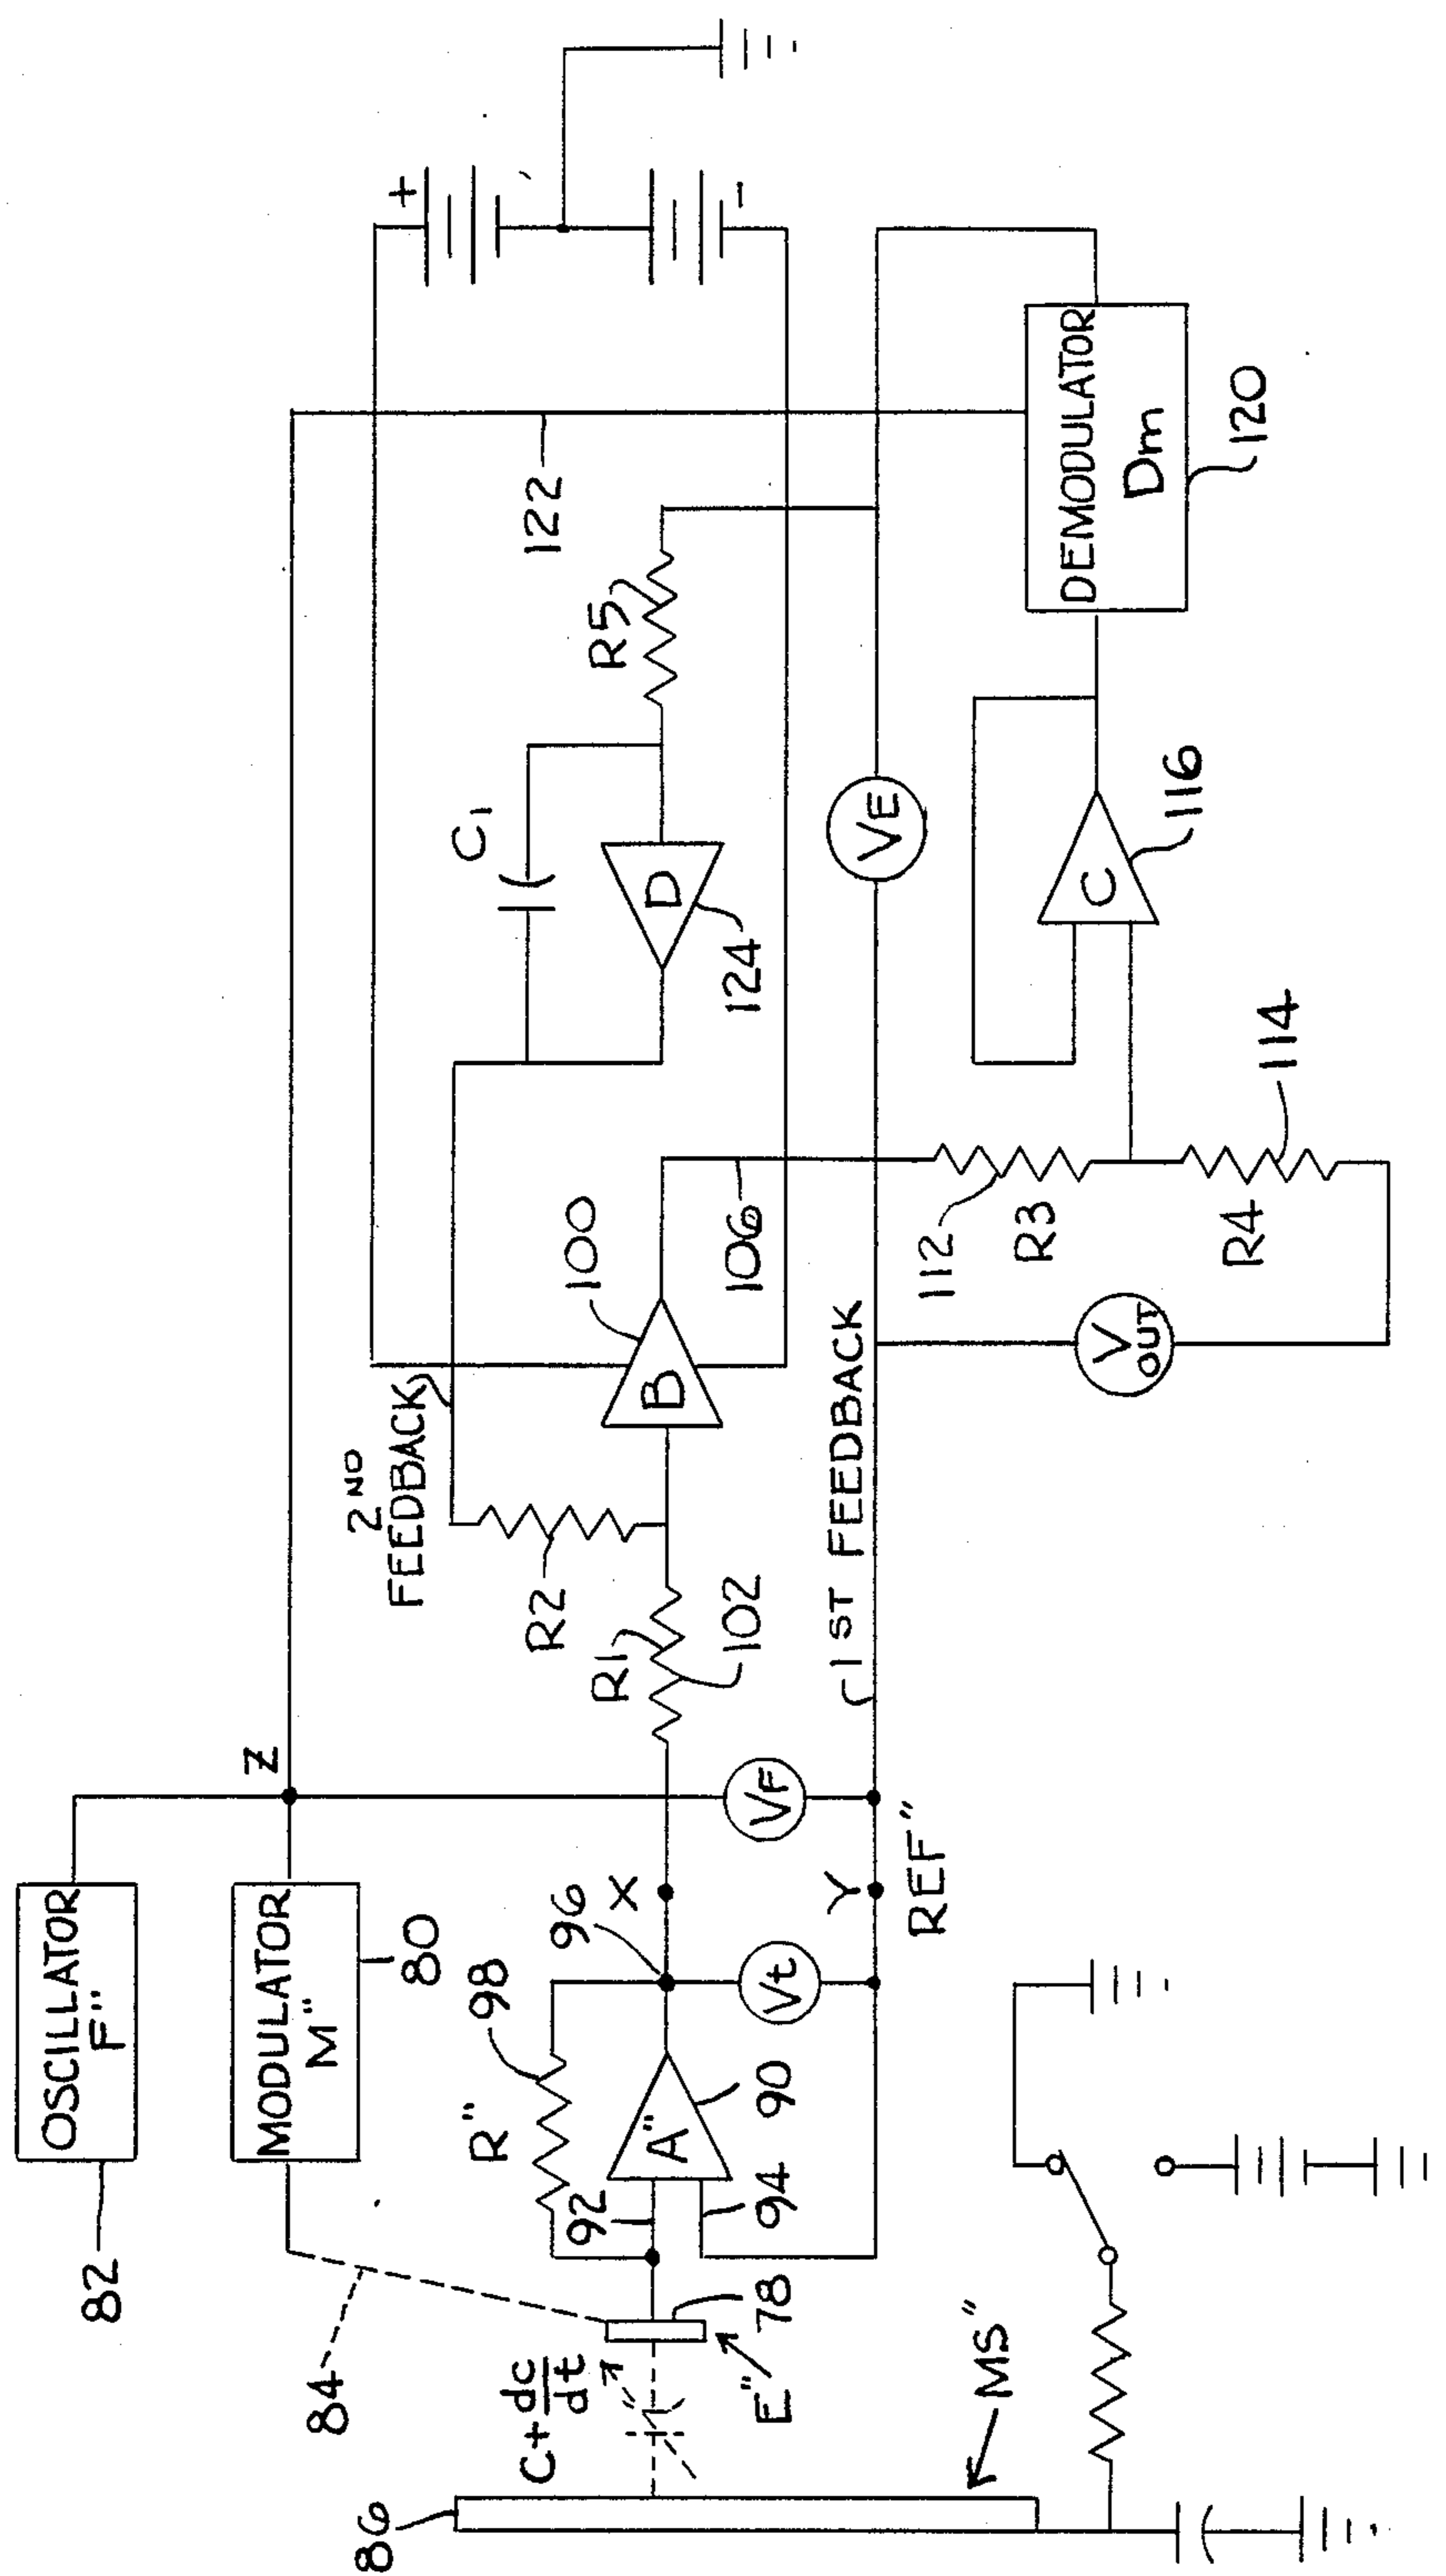 OSCILLATOR
F"
82
MODULATOR
M"
80
84
Z
R"
98
96
X
92
A"
90
94
Vt
Y
REF"
VF
78
E"
C+dc/dt
86
MS"
R1
102
R2
2ND
FEEDBACK
1ST FEEDBACK
B
100
106
112
R3
R4
114
VOUT
C
116
VE
D
124
C1
R5
122
DEMODULATOR
Dm
120
+
-